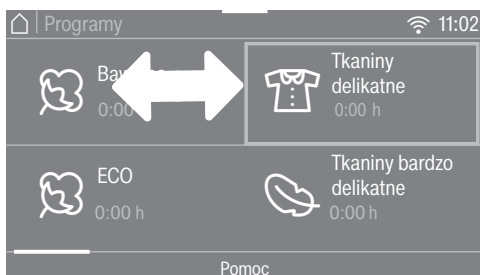 Programy
11:02
Ba
0:00
Tkaniny
delikatne
0:00 h
ECO
0:00 h
Tkaniny bardzo
delikatne
0:00 h
Pomoc